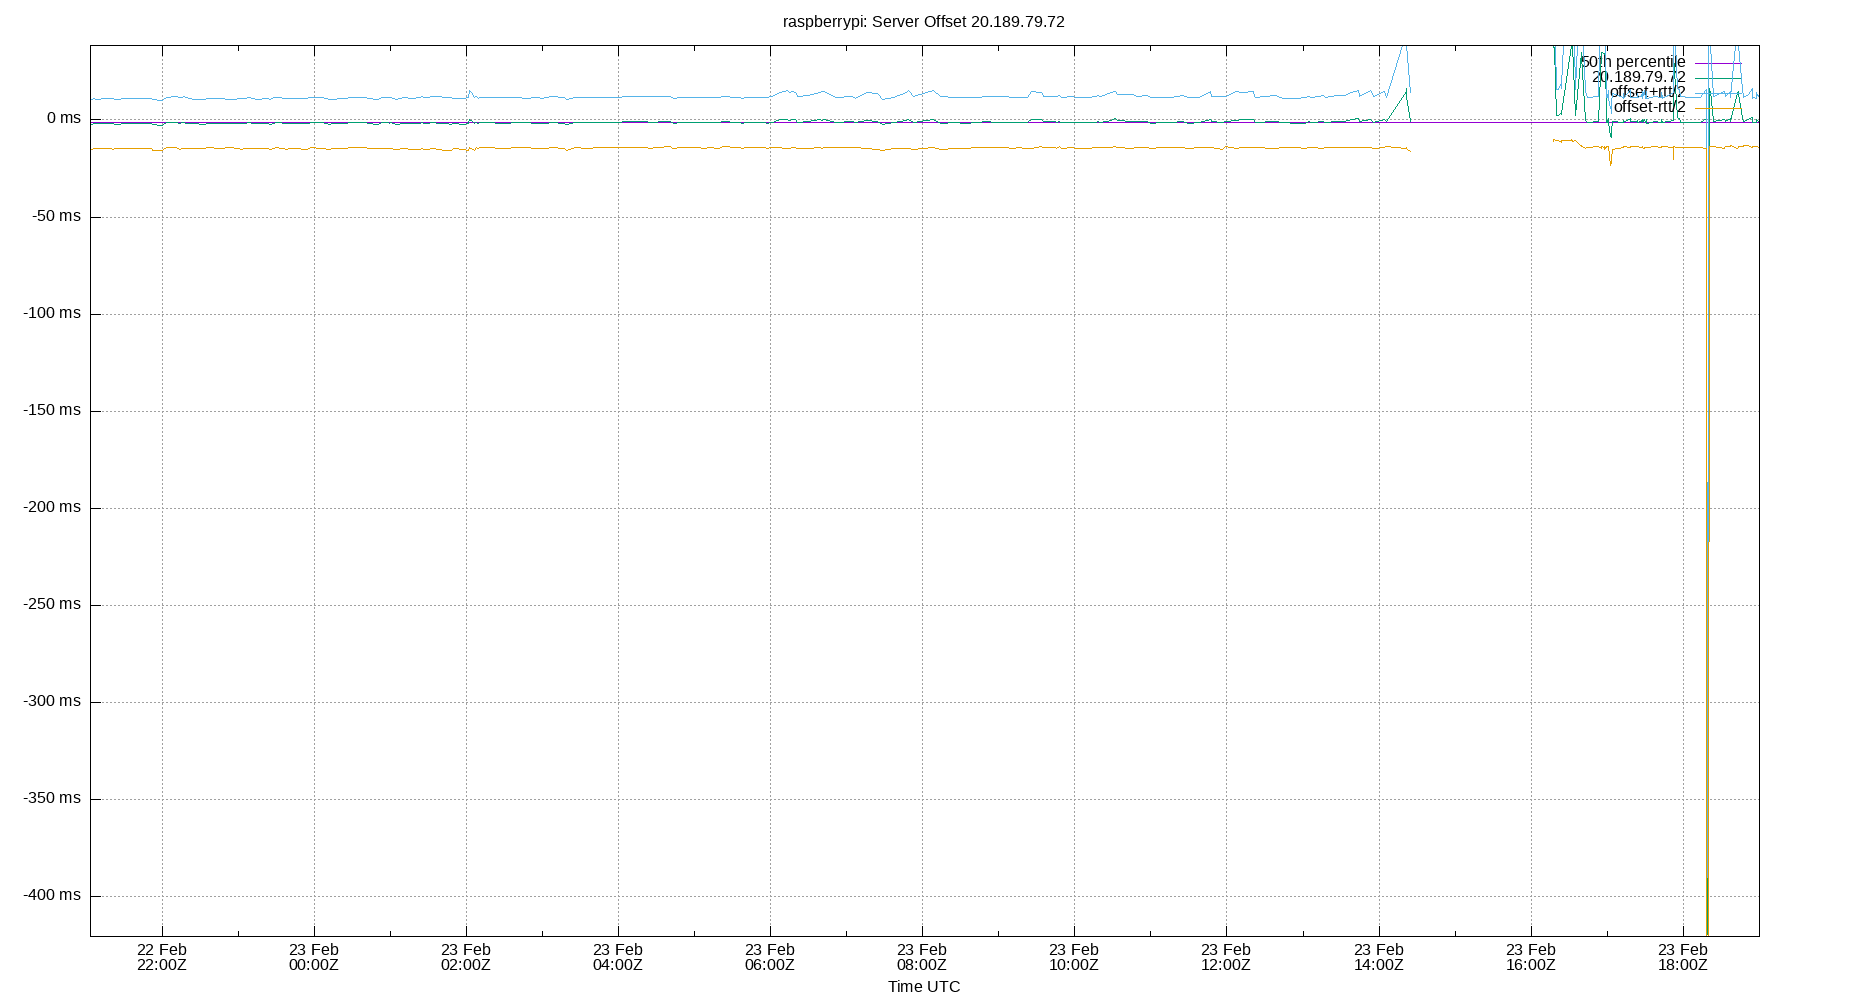 raspberrypi: Server Offset 20.189.79.72
50th percentile
20.189.79.72
offset+rtt/2
offset-rtt/2
0 ms
-50 ms
-100 ms
-150 ms
-200 ms
-250 ms
-300 ms
-350 ms
-400 ms
22 Feb 23 Feb 23 Feb 23 Feb 23 Feb 23 Feb 23 Feb 23 Feb 23 Feb 23 Feb 23 Feb
22:00Z 00:00Z 02:00Z 04:00Z 06:00Z 08:00Z 10:00Z 12:00Z 14:00Z 16:00Z 18:00Z
Time UTC